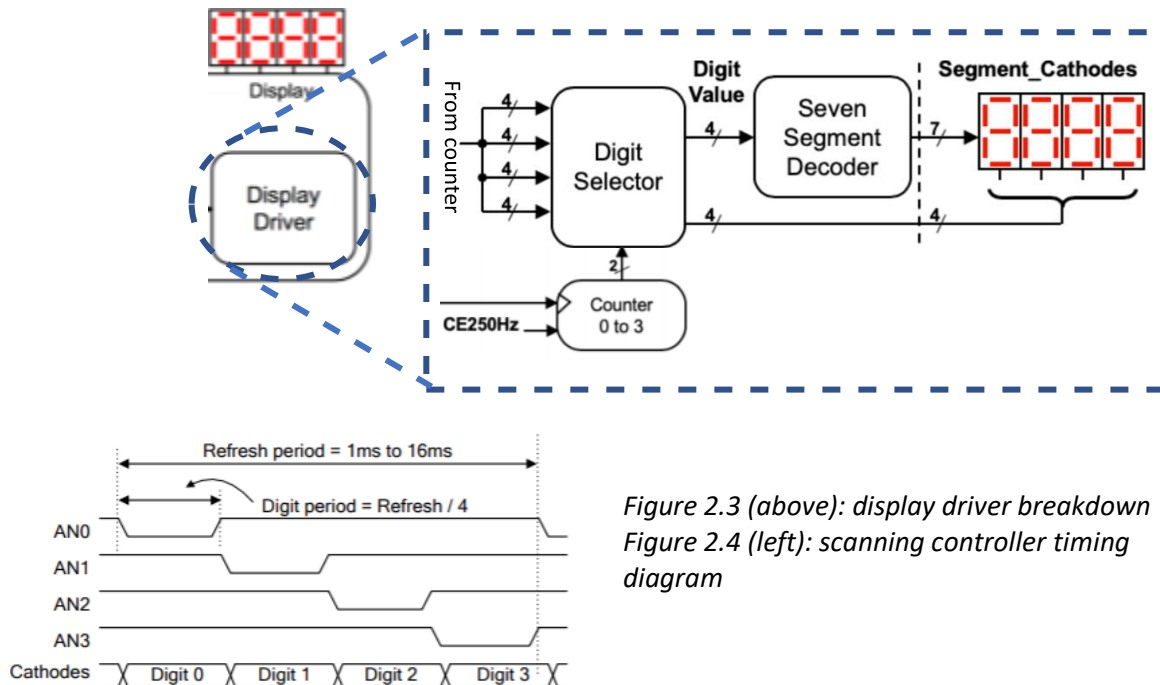 Display
Display
Driver
From counter
4
4
4
4
Digit
Selector
Digit
Value
4
Seven
Segment
Decoder
Segment_Cathodes
7
4
4
2
CE250Hz
Counter
0 to 3
Refresh period = 1ms to 16ms
Digit period = Refresh / 4
AN0
AN1
AN2
AN3
Cathodes Digit 0 Digit 1 Digit 2 Digit 3
Figure 2.3 (above): display driver breakdown
Figure 2.4 (left): scanning controller timing
diagram